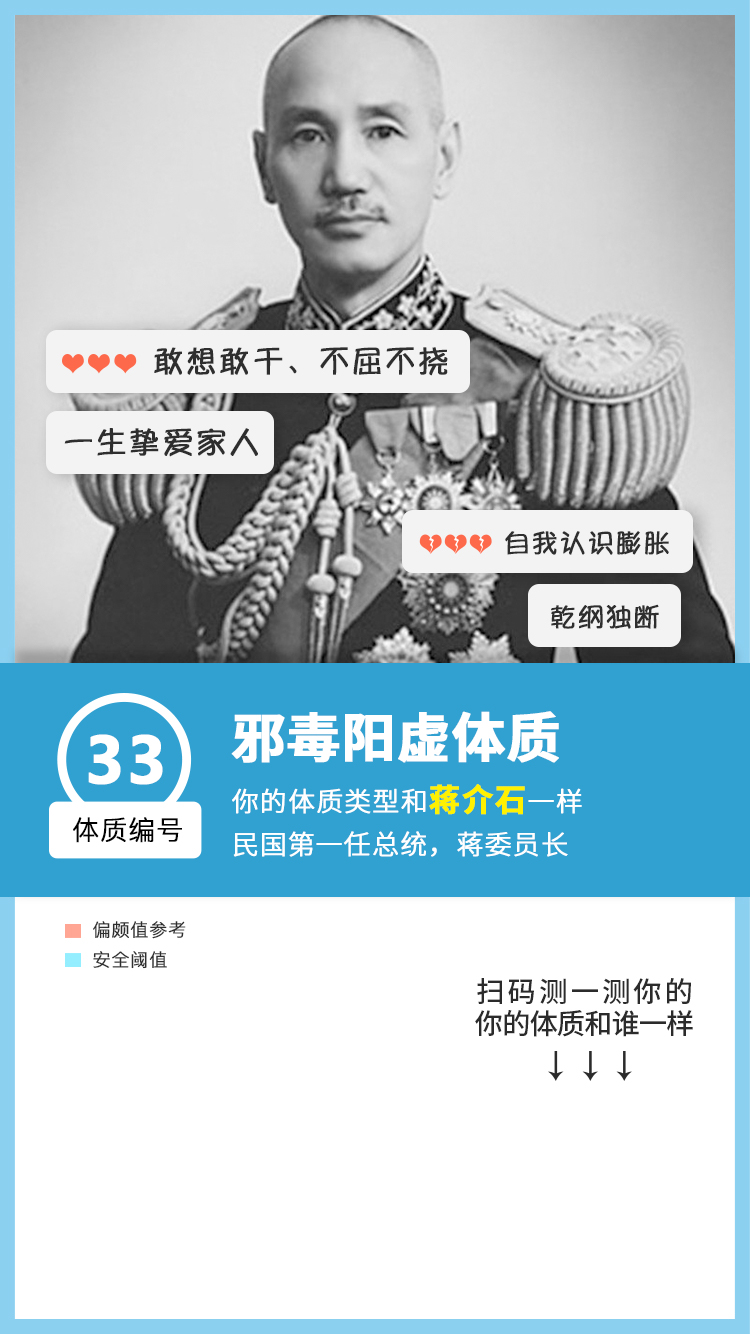 敢想敢干、不屈不挠
一生挚爱家人
自我认识膨胀
乾纲独断
33
体质编号
邪毒阳虚体质
你的体质类型和蒋介石一样
民国第一任总统，蒋委员长
偏颇值参考
安全阈值
扫码测一测你的
你的体质和谁一样
↓↓↓